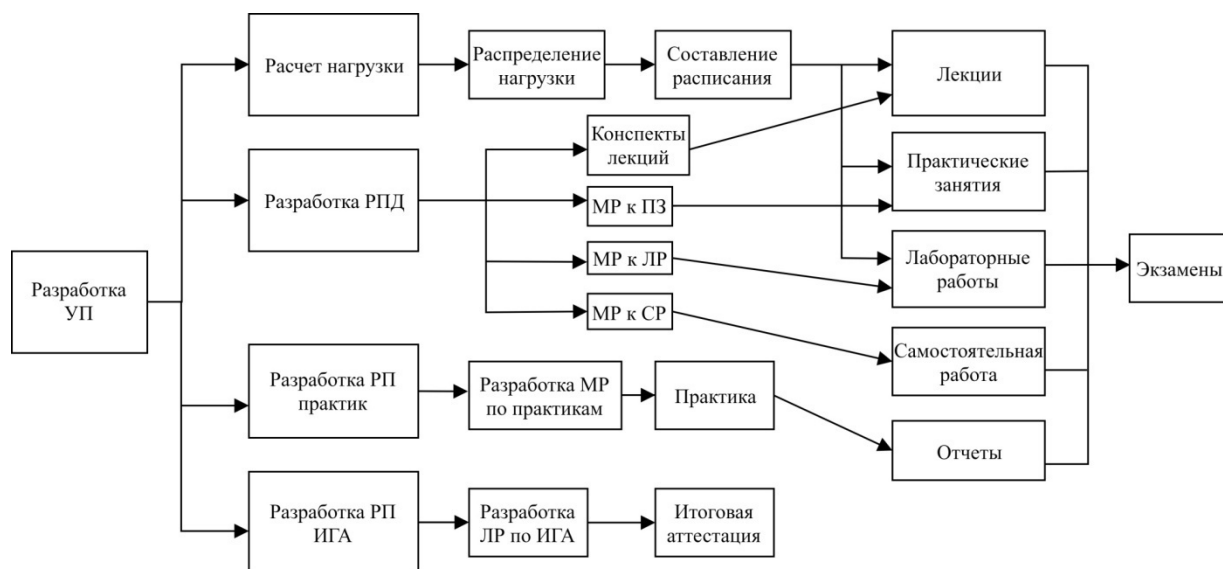 Расчет нагрузки
Распределение
нагрузки
Составление
расписания
Лекции
Конспекты
лекций
Практические
занятия
Разработка РПД
МР к ПЗ
МР к ЛР
Лабораторные
работы
Экзамены
Разработка
УП
МР к СР
Самостоятельная
работа
Разработка РП
практик
Разработка МР
по практикам
Практика
Отчеты
Разработка РП
ИГА
Разработка
ЛР по ИГА
Итоговая
аттестация